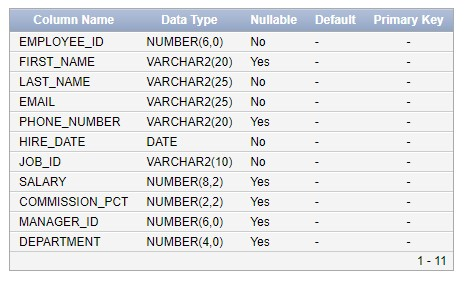 Column Name Data Type Nullable Default Primary Key
EMPLOYEE_ID NUMBER(6,0) No - -
FIRST_NAME VARCHAR2(20) Yes - -
LAST_NAME VARCHAR2(25) No - -
EMAIL VARCHAR2(25) No - -
PHONE_NUMBER VARCHAR2(20) Yes - -
HIRE_DATE DATE No - -
JOB_ID VARCHAR2(10) No - -
SALARY NUMBER(8,2) Yes - -
COMMISSION_PCT NUMBER(2,2) Yes - -
MANAGER_ID NUMBER(6,0) Yes - -
DEPARTMENT NUMBER(4,0) Yes - -
1 - 11